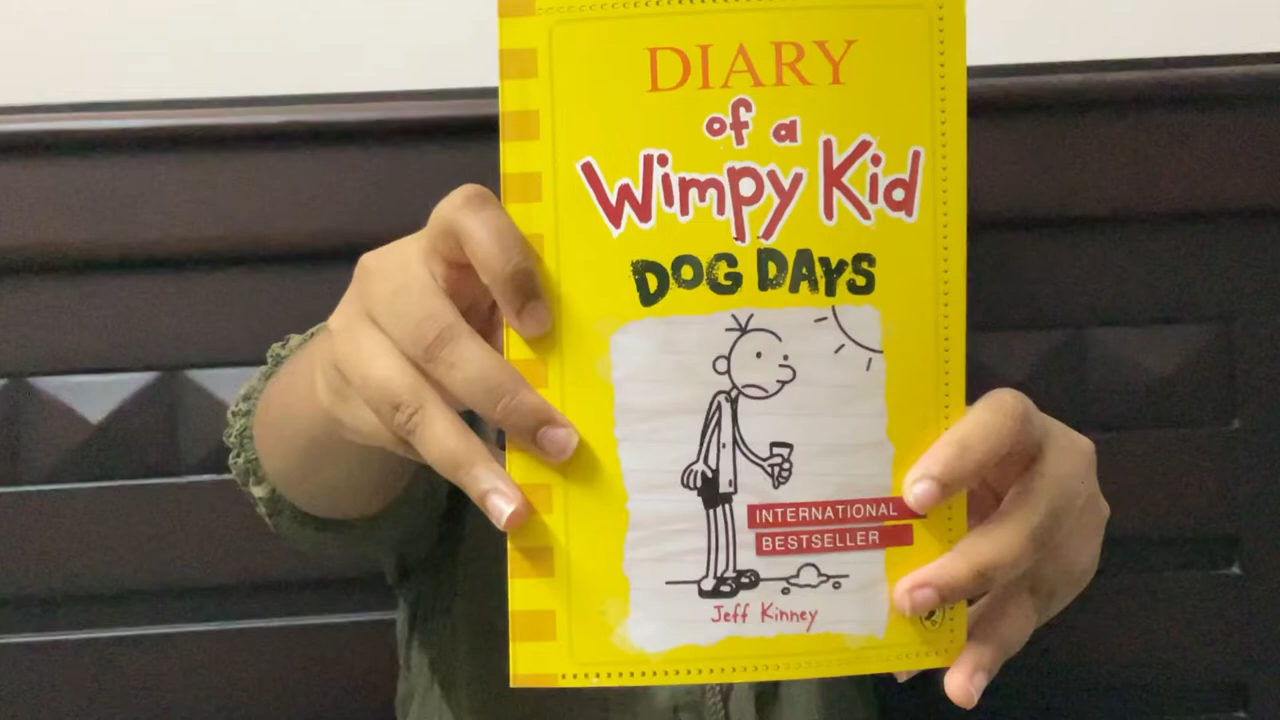 DIARY
of a
Wimpy Kid
DOG DAYS
INTERNATIONAL
BESTSELLER
Jeff Kinney